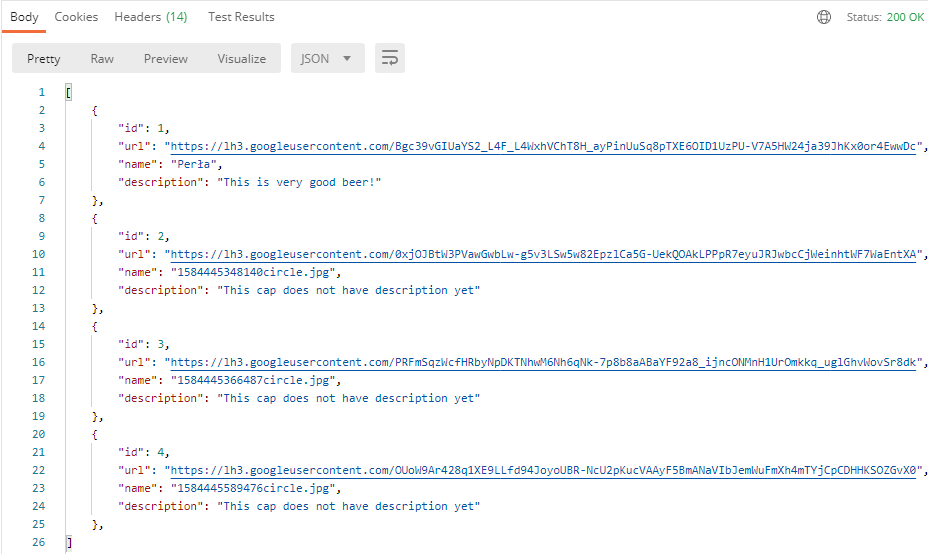 Body Cookies Headers (14) Test Results Status: 200 OK
Pretty Raw Preview Visualize JSON
1 [
2 {
3 "id": 1,
4 "url": "https://lh3.googleusercontent.com/Bgc39vGIUaYS2_L4F_L4WxhVChT8H_ayPinUuSq8pTXE6OID1UzPU-V7A5HW24ja39JhKx0or4EwwDc",
5 "name": "Perła",
6 "description": "This is very good beer!"
7 },
8 {
9 "id": 2,
10 "url": "https://lh3.googleusercontent.com/0xjOJBtW3PVawGwbLw-g5v3LSw5w82EpzlCa5G-UekQOAkLPPpR7eyuJRJwbcCjWeinhtWF7WaEntXA",
11 "name": "1584445348140circle.jpg",
12 "description": "This cap does not have description yet"
13 },
14 {
15 "id": 3,
16 "url": "https://lh3.googleusercontent.com/PRFmSqzWcfHRbyNpDKTNhwM6Nh6qNk-7p8b8aABaYF92a8_ijncONMnH1UrOmkkq_uglGhvWovSr8dk",
17 "name": "1584445366487circle.jpg",
18 "description": "This cap does not have description yet"
19 },
20 {
21 "id": 4,
22 "url": "https://lh3.googleusercontent.com/OUoW9Ar428q1XE9LLfd94JoyoUBR-NcU2pKucVAAyF5BmANaVIbJemWuFmXh4mTYjCpCDHHKSOZGvX0",
23 "name": "1584445589476circle.jpg",
24 "description": "This cap does not have description yet"
25 },
26 ]